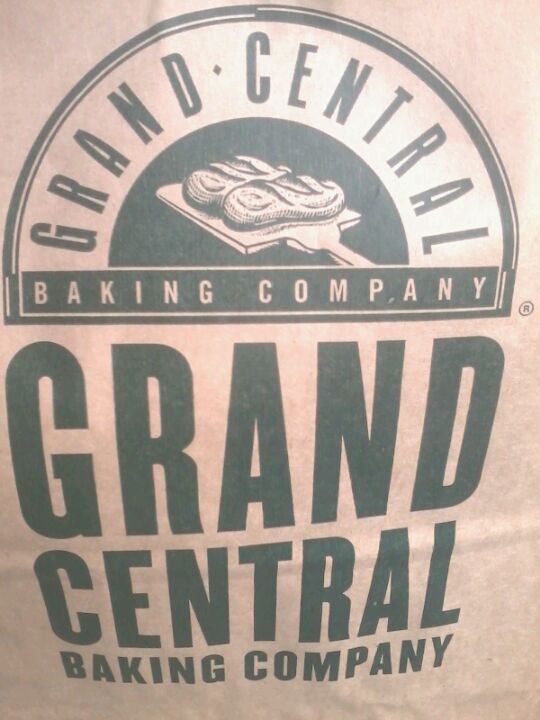 GRAND·CENTRAL
BAKING COMPANY
®
GRAND
CENTRAL
BAKING COMPANY